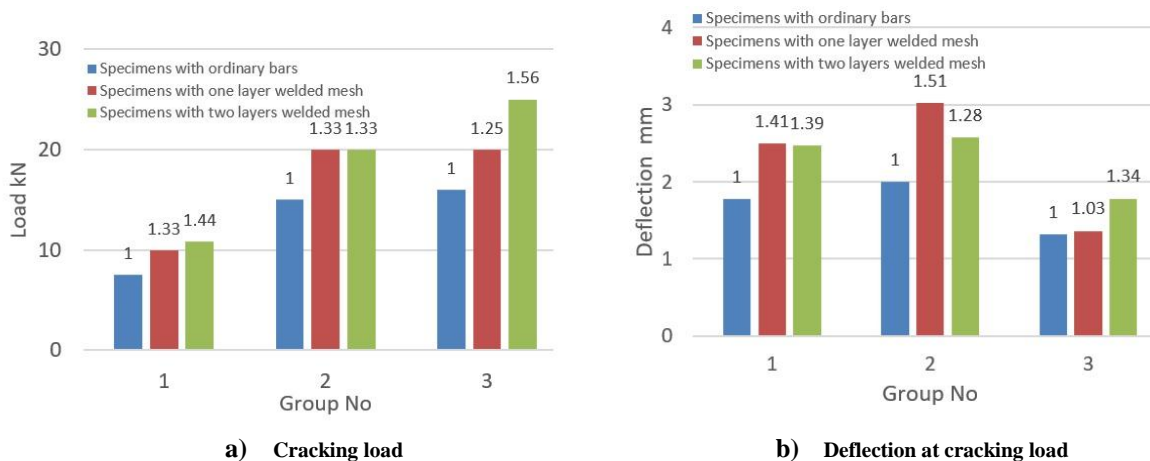 Specimens with ordinary bars
Specimens with one layer welded mesh
Specimens with two layers welded mesh
30
20
10
0
Load kN
1
1.33
1.44
1
1.33
1.33
1
1.25
1.56
1
2
3
Group No
a) Cracking load
Specimens with ordinary bars
Specimens with one layer welded mesh
Specimens with two layers welded mesh
4
3
2
1
0
Deflection mm
1
1.41
1.39
1
1.51
1.28
1
1.03
1.34
1
2
3
Group No
b) Deflection at cracking load